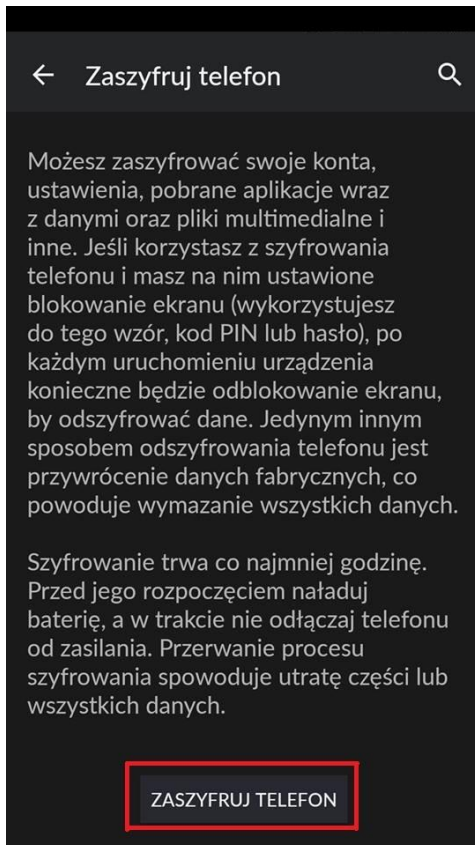 Zaszyfruj telefon
Możesz zaszyfrować swoje konta,
ustawienia, pobrane aplikacje wraz
z danymi oraz pliki multimedialne i
inne. Jeśli korzystasz z szyfrowania
telefonu i masz na nim ustawione
blokowanie ekranu (wykorzystujesz
do tego wzór, kod PIN lub hasło), po
każdym uruchomieniu urządzenia
konieczne będzie odblokowanie ekranu,
by odszyfrować dane. Jedynym innym
sposobem odszyfrowania telefonu jest
przywrócenie danych fabrycznych, co
powoduje wymazanie wszystkich danych.
Szyfrowanie trwa co najmniej godzinę.
Przed jego rozpoczęciem naładuj
baterię, a w trakcie nie odłączaj telefonu
od zasilania. Przerwanie procesu
szyfrowania spowoduje utratę części lub
wszystkich danych.
ZASZYFRUJ TELEFON